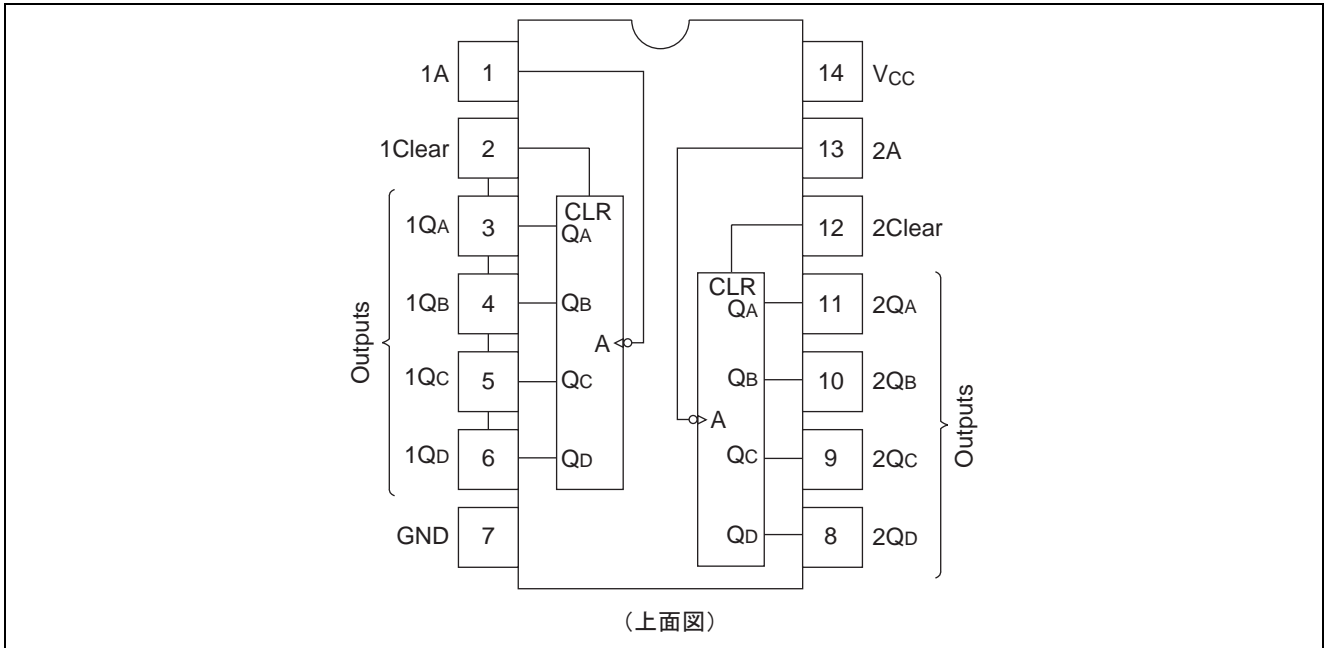 1A 1
1Clear 2
1QA 3
1QB 4
1QC 5
1QD 6
GND 7
Outputs
CLR
QA
QB
A
QC
QD
14 VCC
13 2A
12 2Clear
11 2QA
10 2QB
9 2QC
8 2QD
Outputs
CLR
QA
QB
A
QC
QD
(上面図)